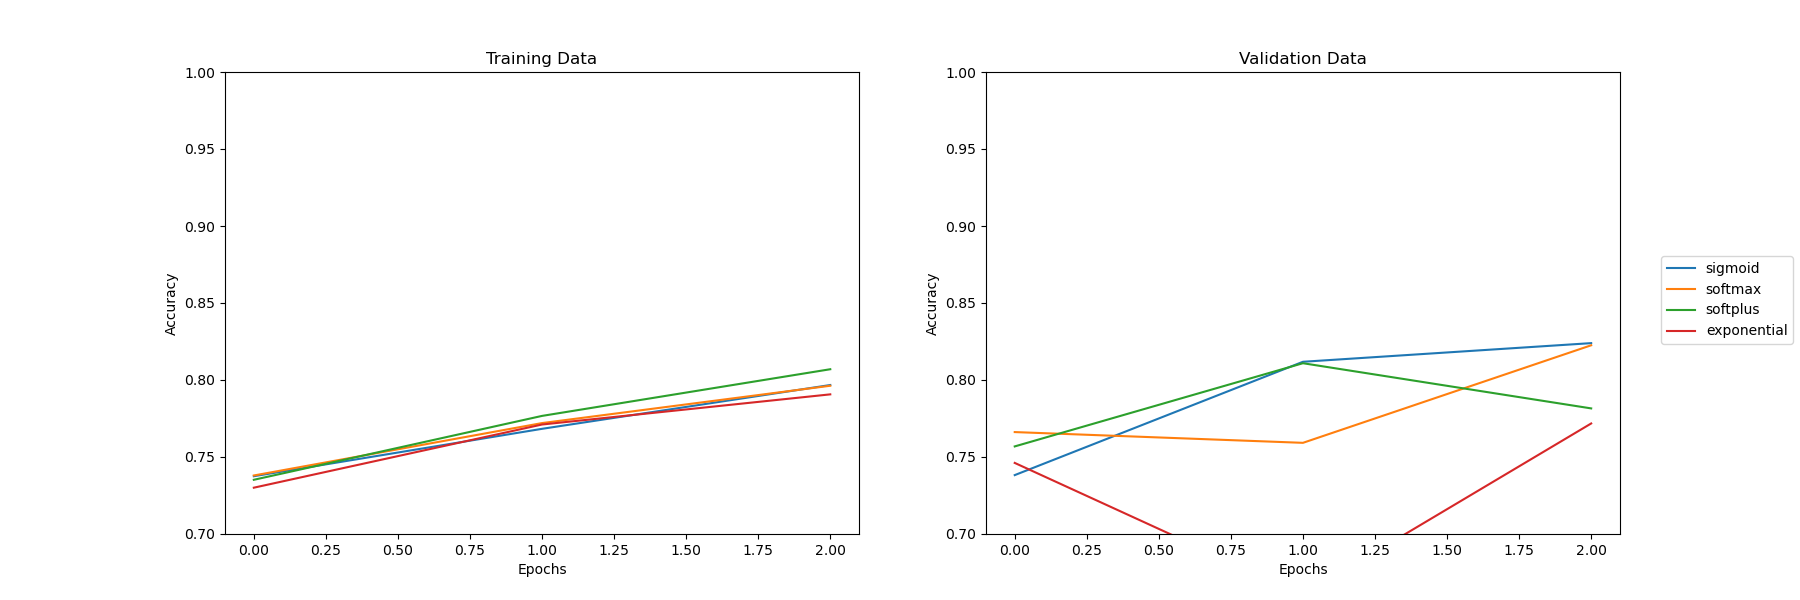 Training Data
1.00
0.95
0.90
0.85
0.80
0.75
0.70
Accuracy
0.00 0.25 0.50 0.75 1.00 1.25 1.50 1.75 2.00
Epochs
Validation Data
1.00
0.95
0.90
0.85
0.80
0.75
0.70
Accuracy
0.00 0.25 0.50 0.75 1.00 1.25 1.50 1.75 2.00
Epochs
sigmoid
softmax
softplus
exponential